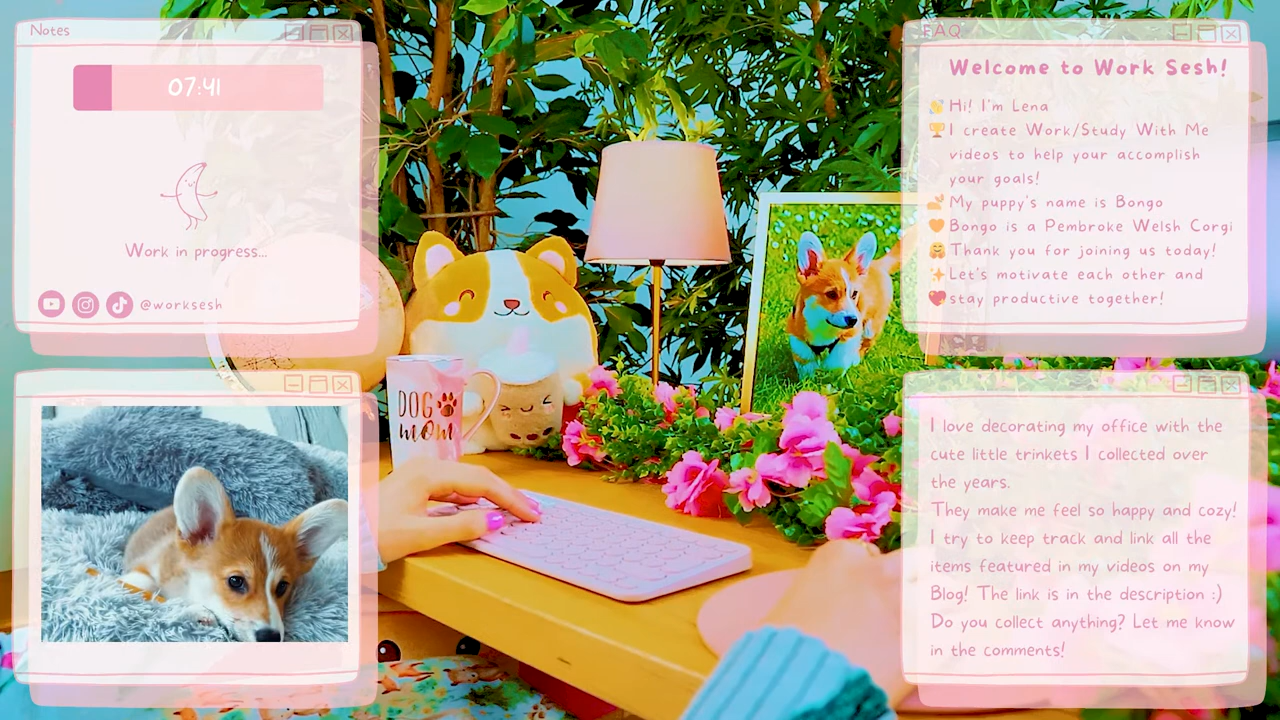 Notes
07:41
Work in progress...
@worksesh
DOG
mom
FAQ
Welcome to Work Sesh!
👋 Hi! I'm Lena
🏆 I create Work/Study With Me
videos to help your accomplish
your goals!
My puppy's name is Bongo
🧡 Bongo is a Pembroke Welsh Corgi
🤗 Thank you for joining us today!
✨ Let's motivate each other and
❤️ stay productive together!
I love decorating my office with the
cute little trinkets I collected over
the years.
They make me feel so happy and cozy!
I try to keep track and link all the
items featured in my videos on my
Blog! The link is in the description :)
Do you collect anything? Let me know
in the comments!